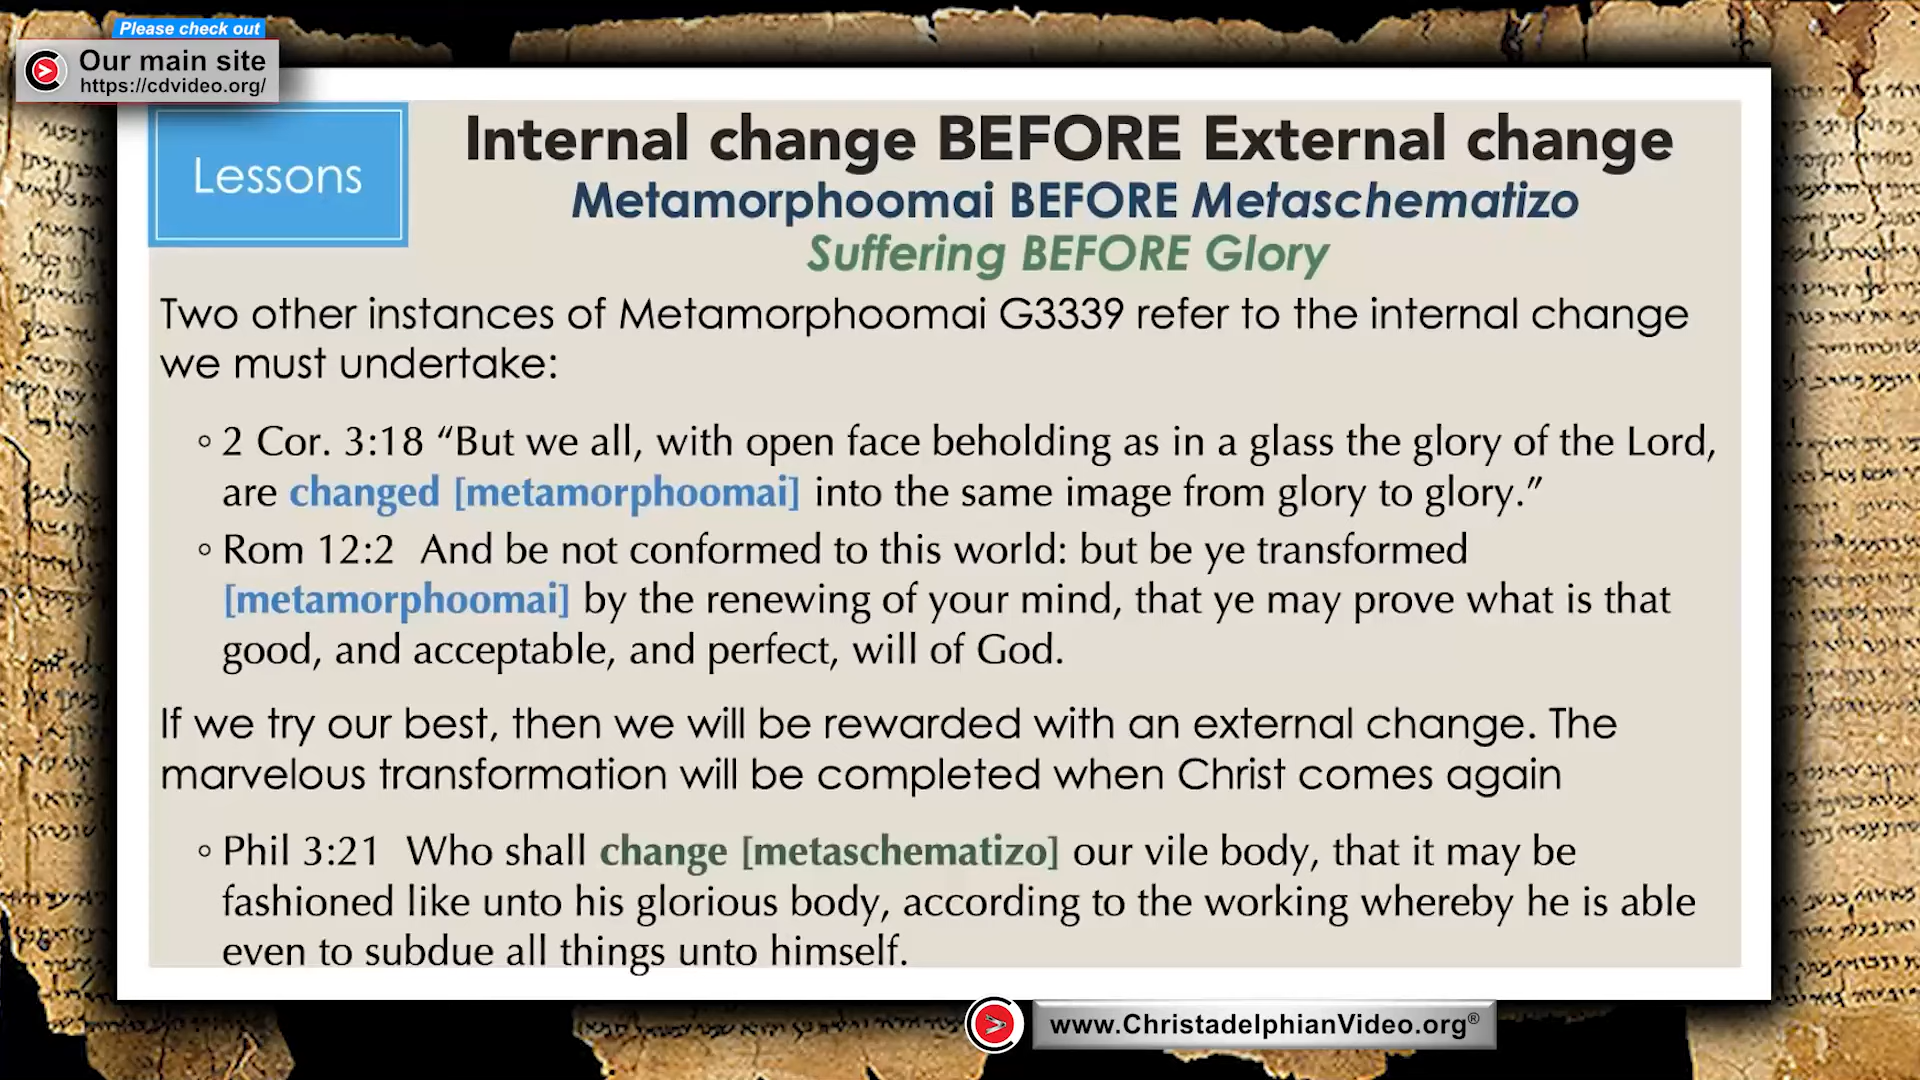 Please check out
Our main site
https://cdvideo.org/
Lessons
Internal change BEFORE External change
Metamorphoomai BEFORE Metaschematizo
Suffering BEFORE Glory
Two other instances of Metamorphoomai G3339 refer to the internal change
we must undertake:
◦ 2 Cor. 3:18 “But we all, with open face beholding as in a glass the glory of the Lord,
are changed [metamorphoomai] into the same image from glory to glory.”
◦ Rom 12:2 And be not conformed to this world: but be ye transformed
[metamorphoomai] by the renewing of your mind, that ye may prove what is that
good, and acceptable, and perfect, will of God.
If we try our best, then we will be rewarded with an external change. The
marvelous transformation will be completed when Christ comes again
◦ Phil 3:21 Who shall change [metaschematizo] our vile body, that it may be
fashioned like unto his glorious body, according to the working whereby he is able
even to subdue all things unto himself.
www.ChristadelphianVideo.org®